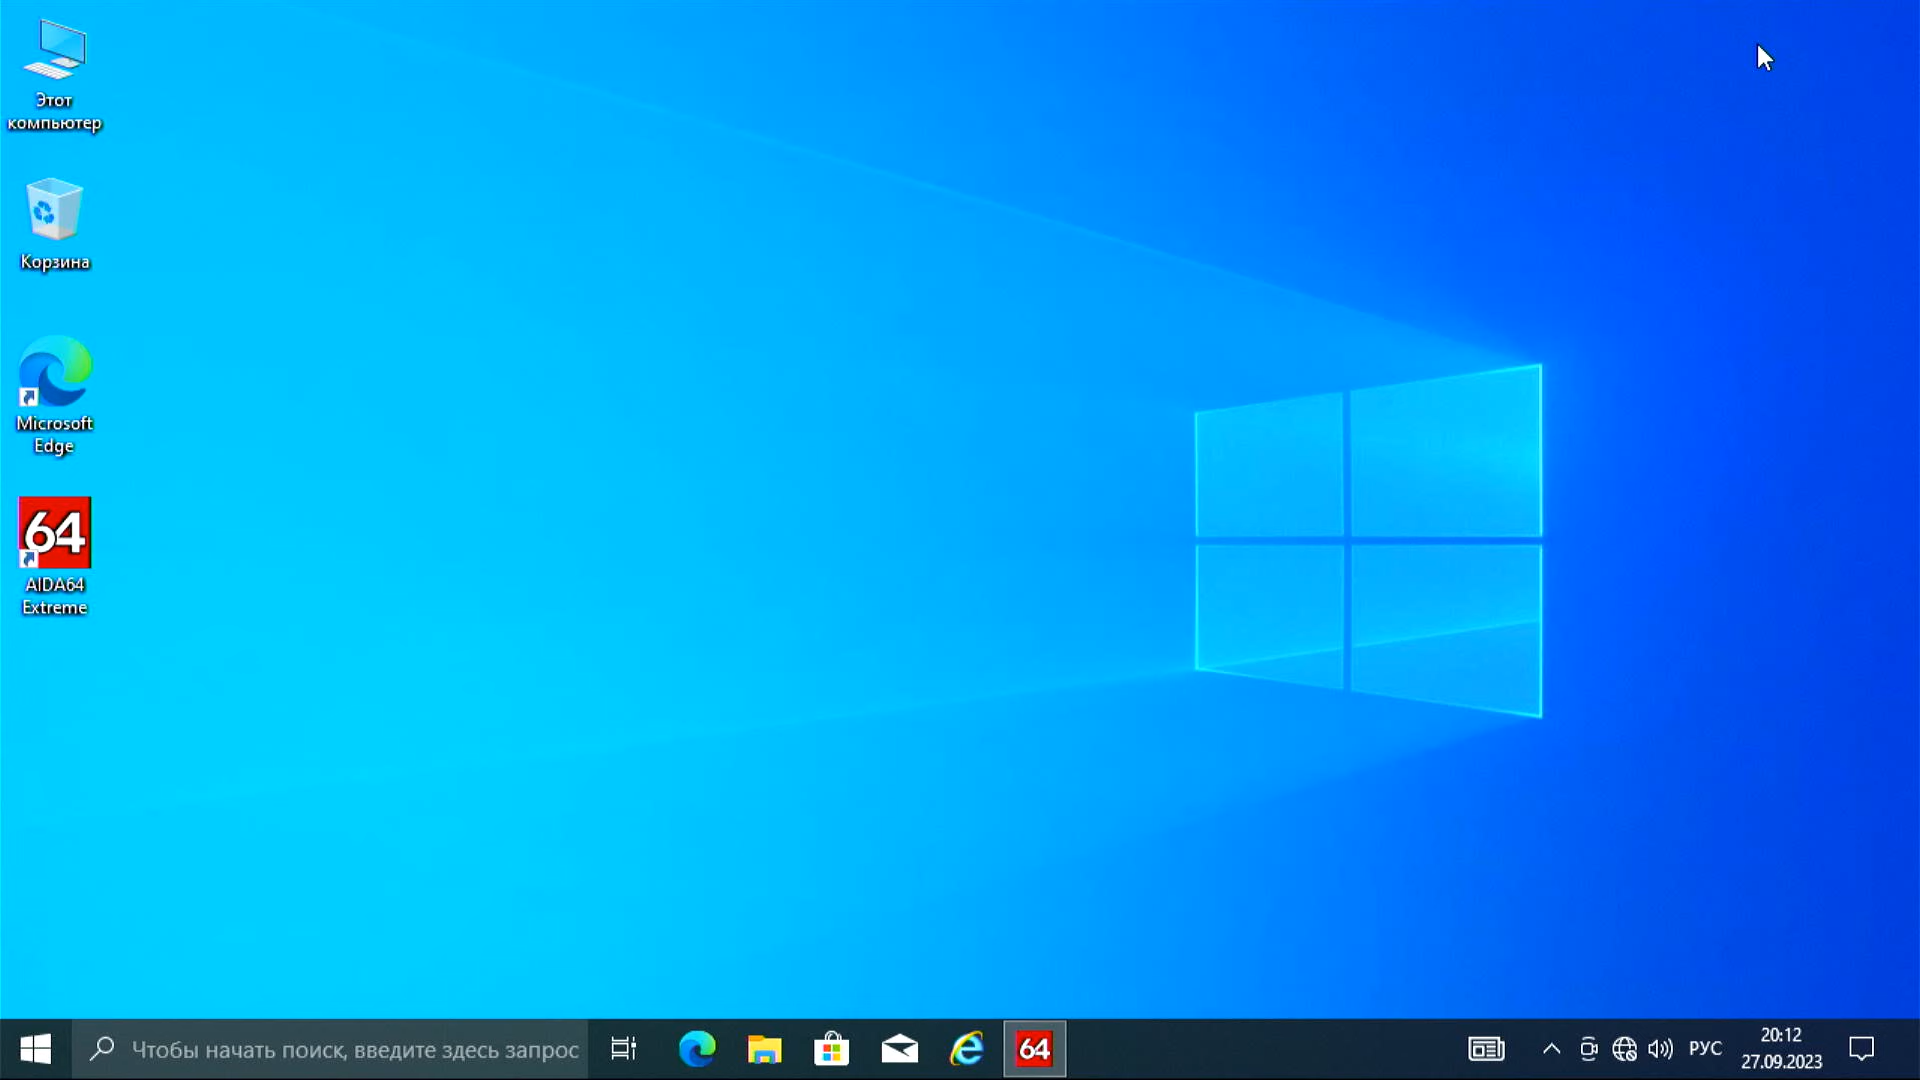 Этот
компьютер
Корзина
Microsoft
Edge
64
AIDA64
Extreme
Чтобы начать поиск, введите здесь запрос
64
РУС
20:12
27.09.2023